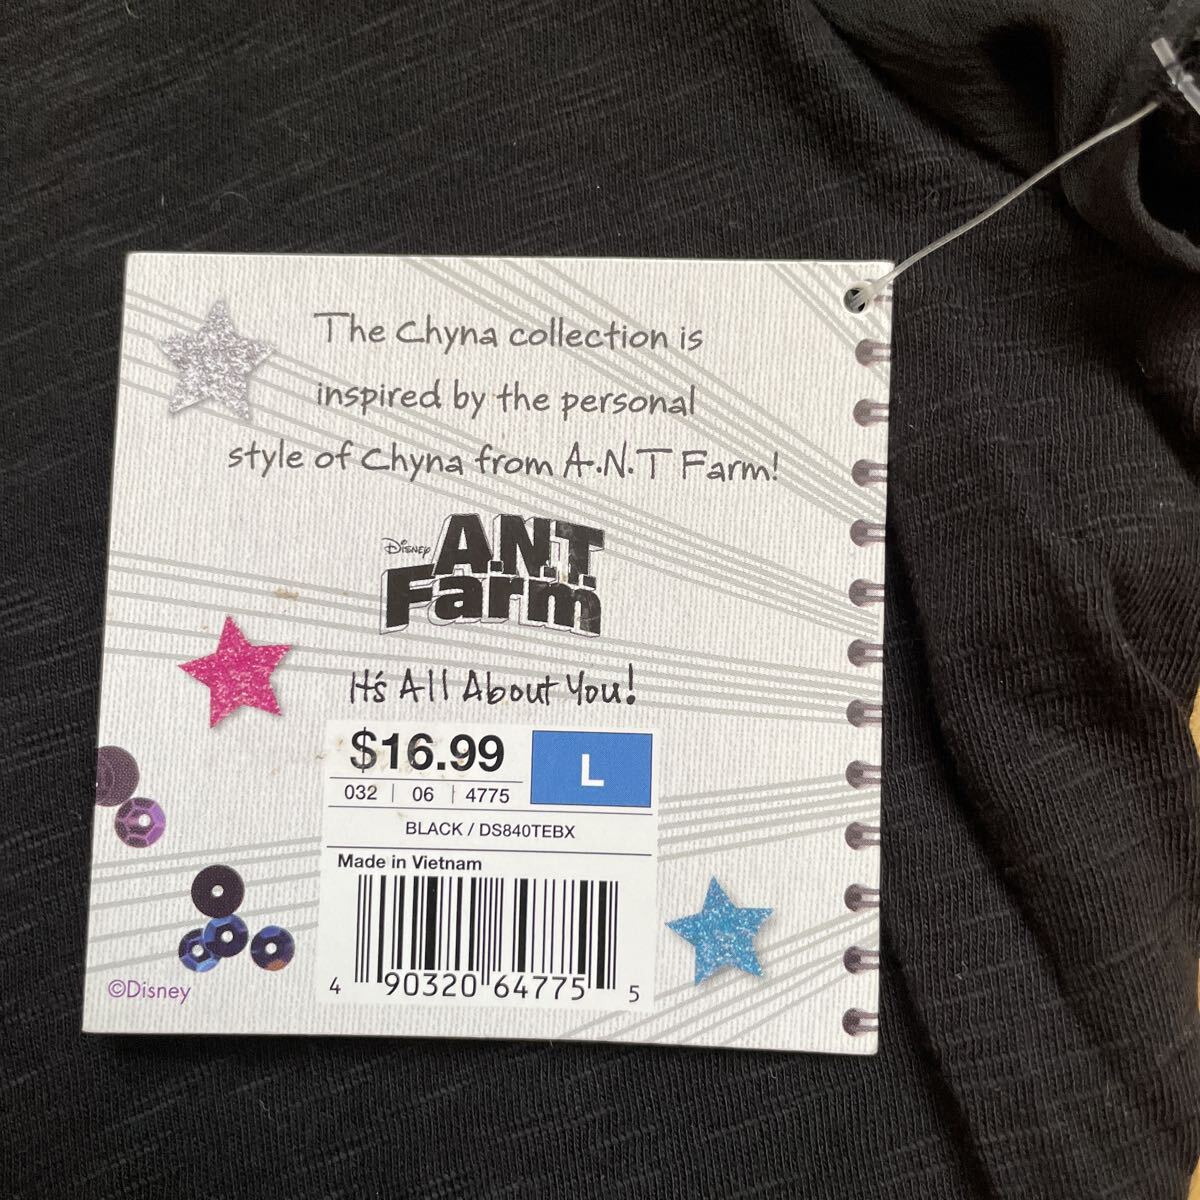 The Chyna collection is
inspired by the personal
style of Chyna from A.N.T Farm!
Disney A.N.T.
Farm
It's All About You!
$16.99 L
032 | 06 | 4775
BLACK / DS840TEBX
Made in Vietnam
4 90320 64775 5
©Disney